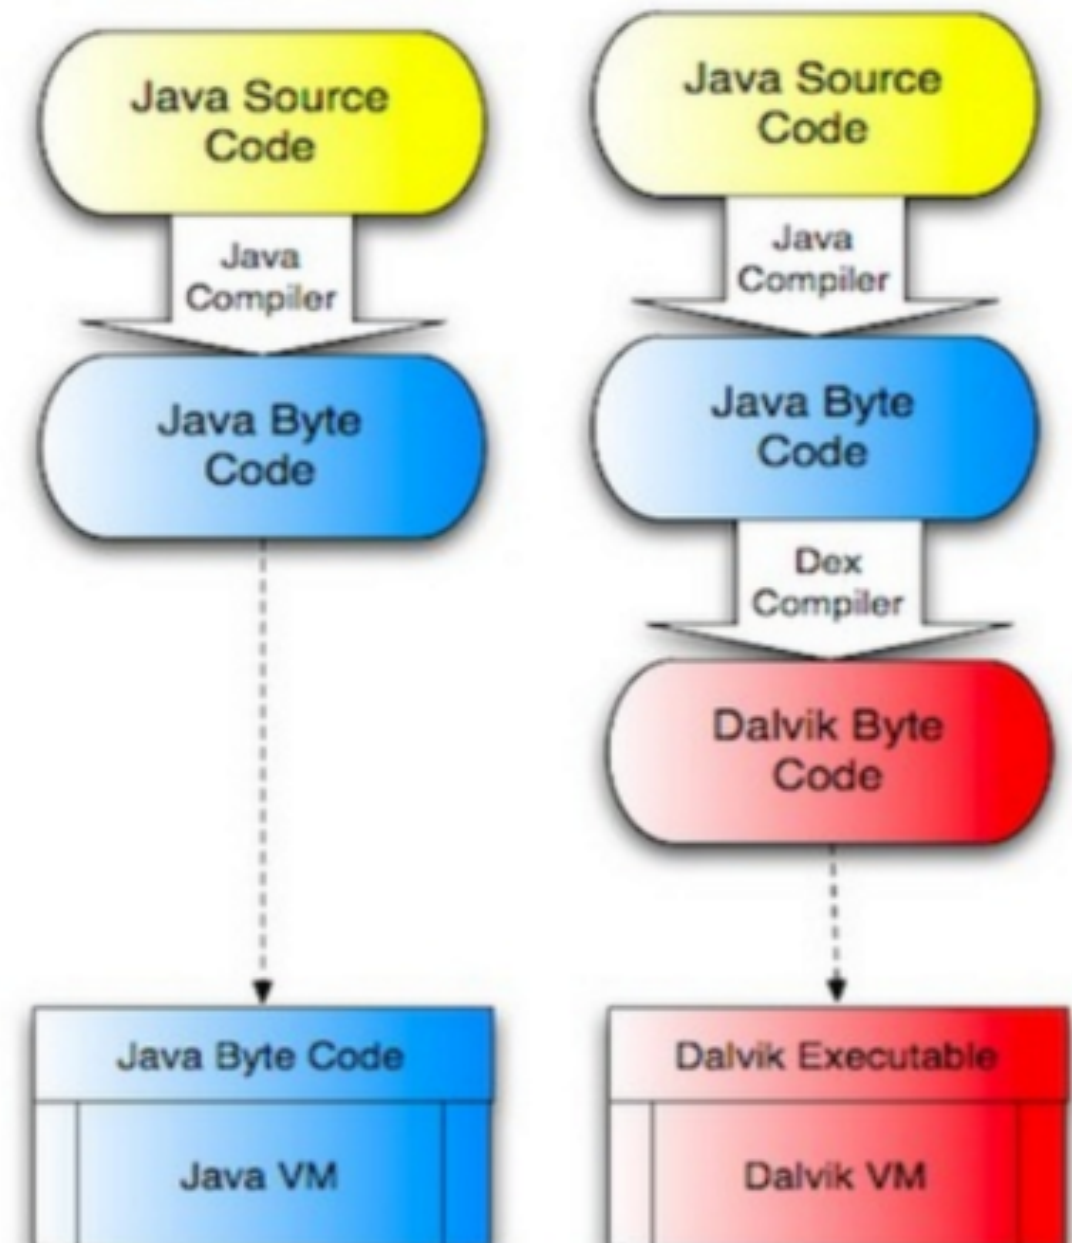 Java Source
Code
Java
Compiler
Java Byte
Code
Java Byte Code
Java VM
Java Source
Code
Java
Compiler
Java Byte
Code
Dex
Compiler
Dalvik Byte
Code
Dalvik Executable
Dalvik VM